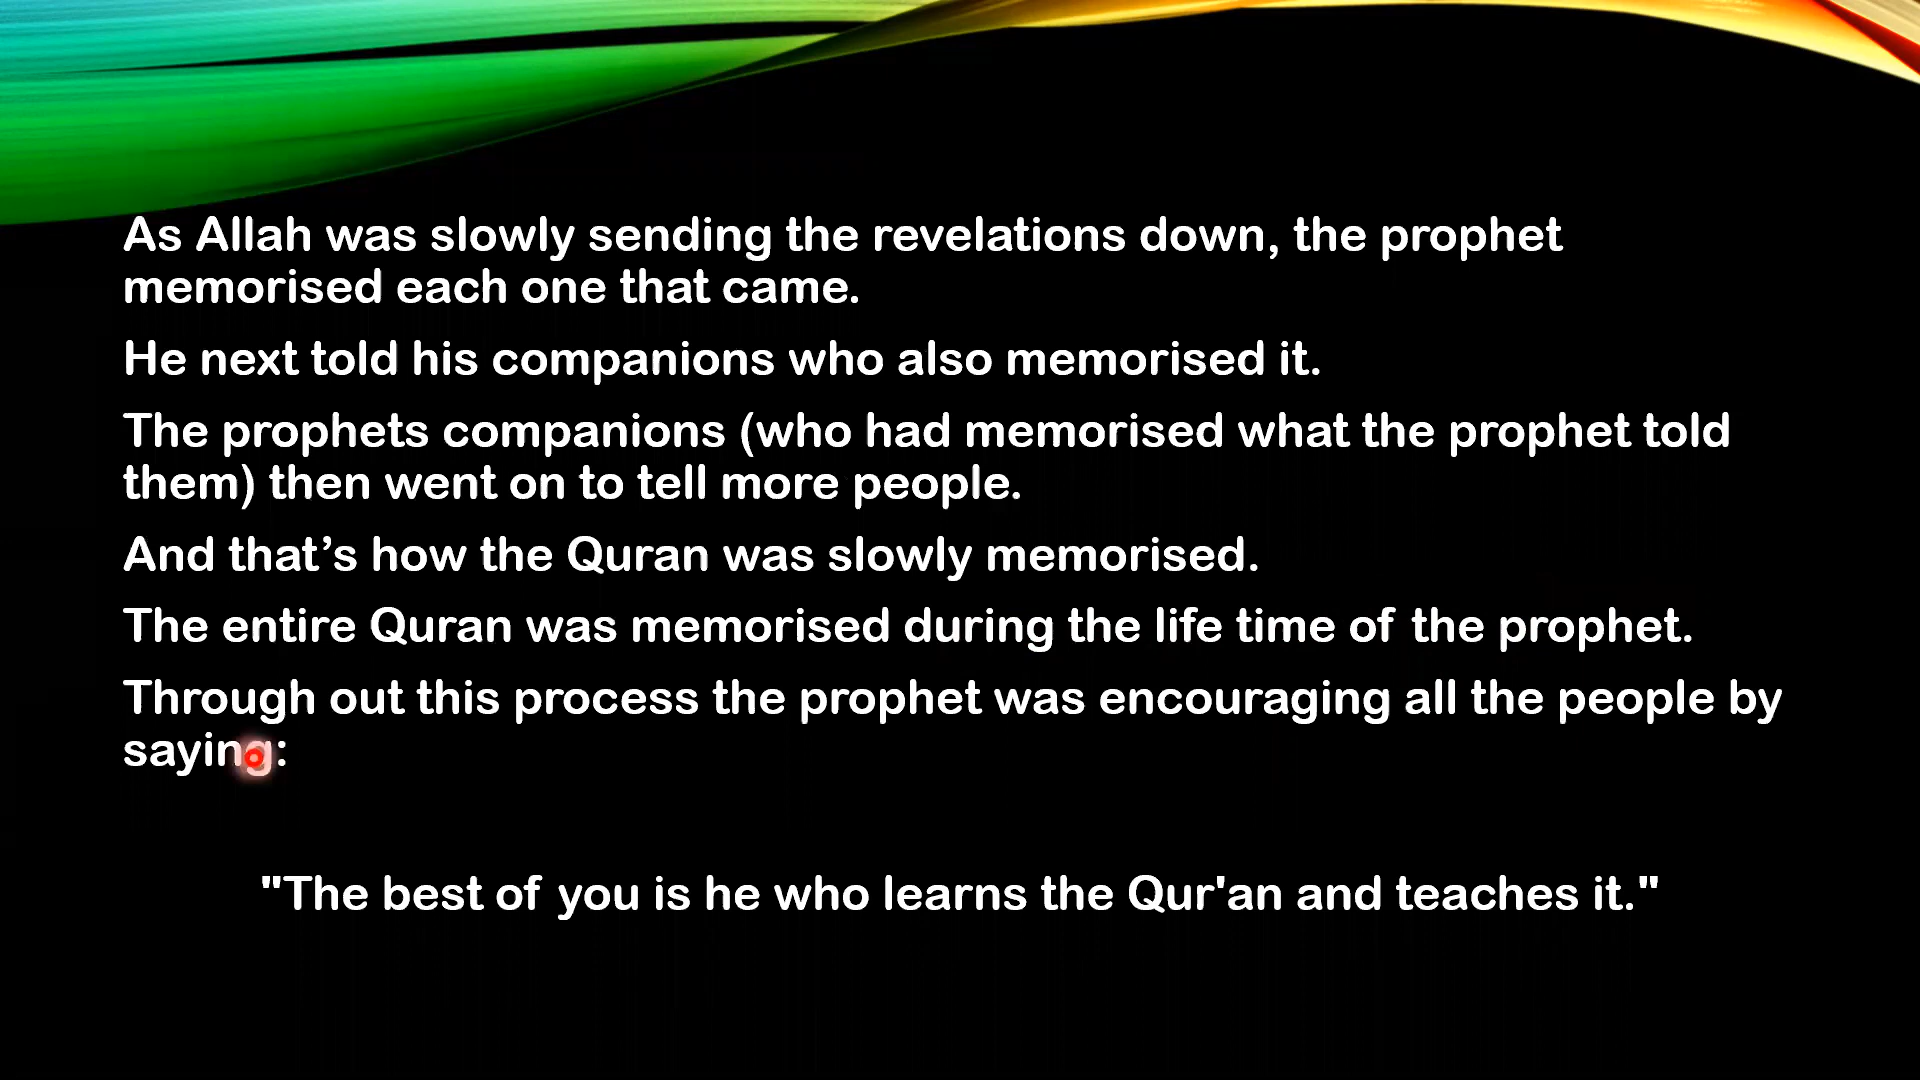 As Allah was slowly sending the revelations down, the prophet
memorised each one that came.
He next told his companions who also memorised it.
The prophets companions (who had memorised what the prophet told
them) then went on to tell more people.
And that’s how the Quran was slowly memorised.
The entire Quran was memorised during the life time of the prophet.
Through out this process the prophet was encouraging all the people by
saying:
"The best of you is he who learns the Qur'an and teaches it."